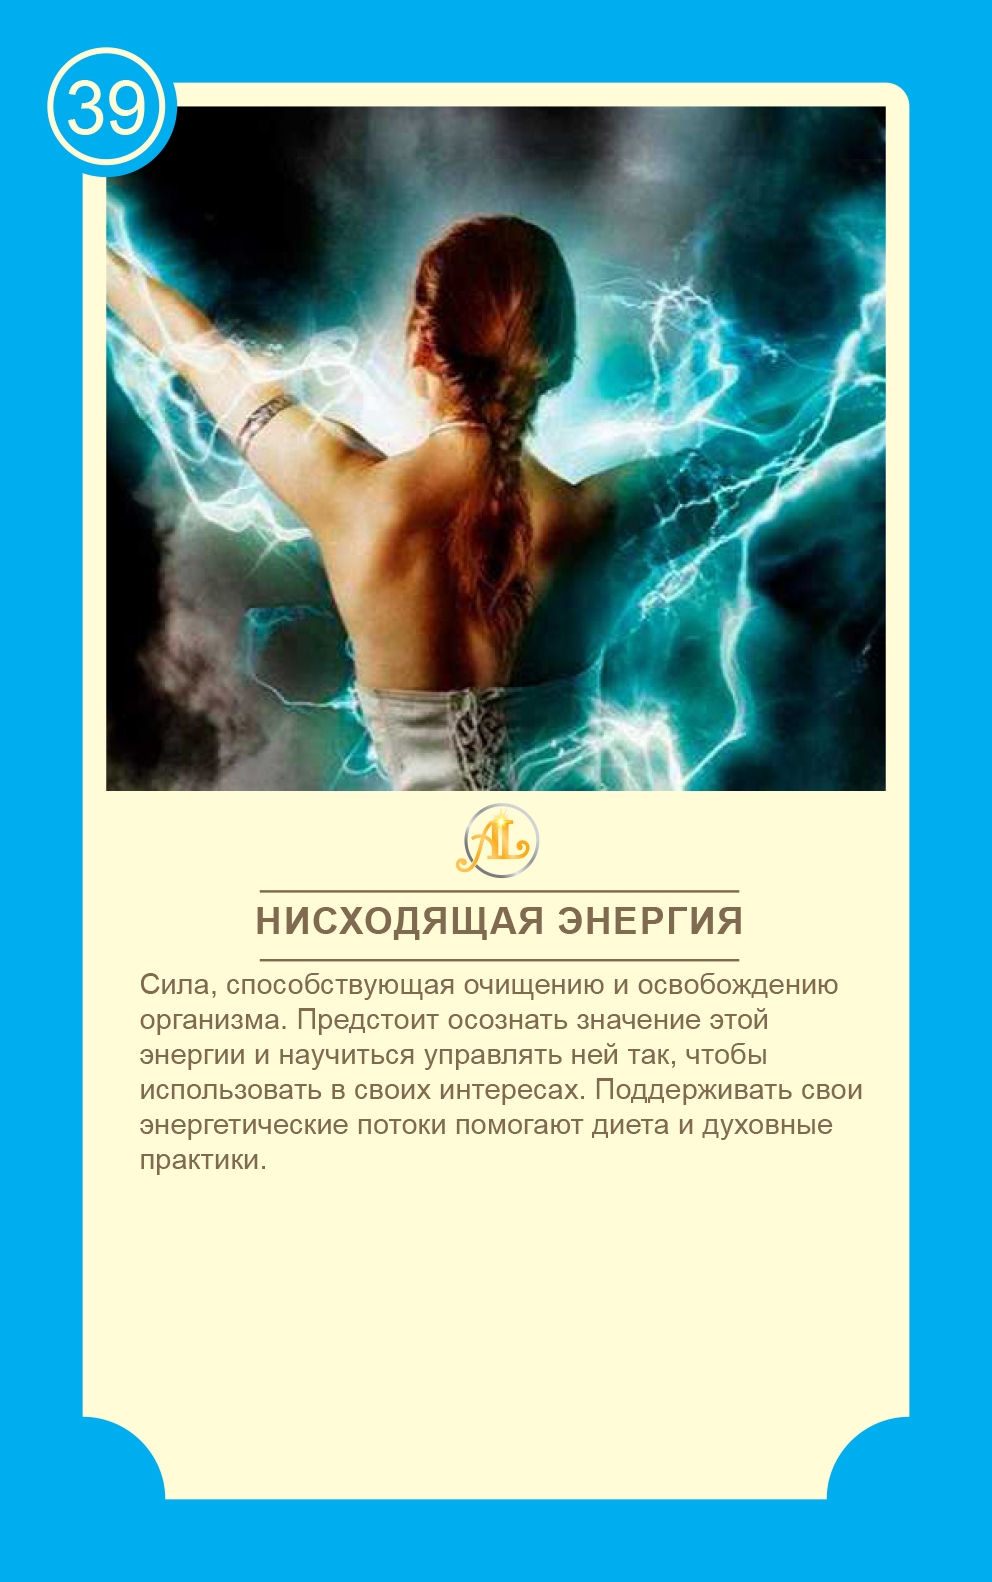 39
AL
НИСХОДЯЩАЯ ЭНЕРГИЯ
Сила, способствующая очищению и освобождению
организма. Предстоит осознать значение этой
энергии и научиться управлять ней так, чтобы
использовать в своих интересах. Поддерживать свои
энергетические потоки помогают диета и духовные
практики.